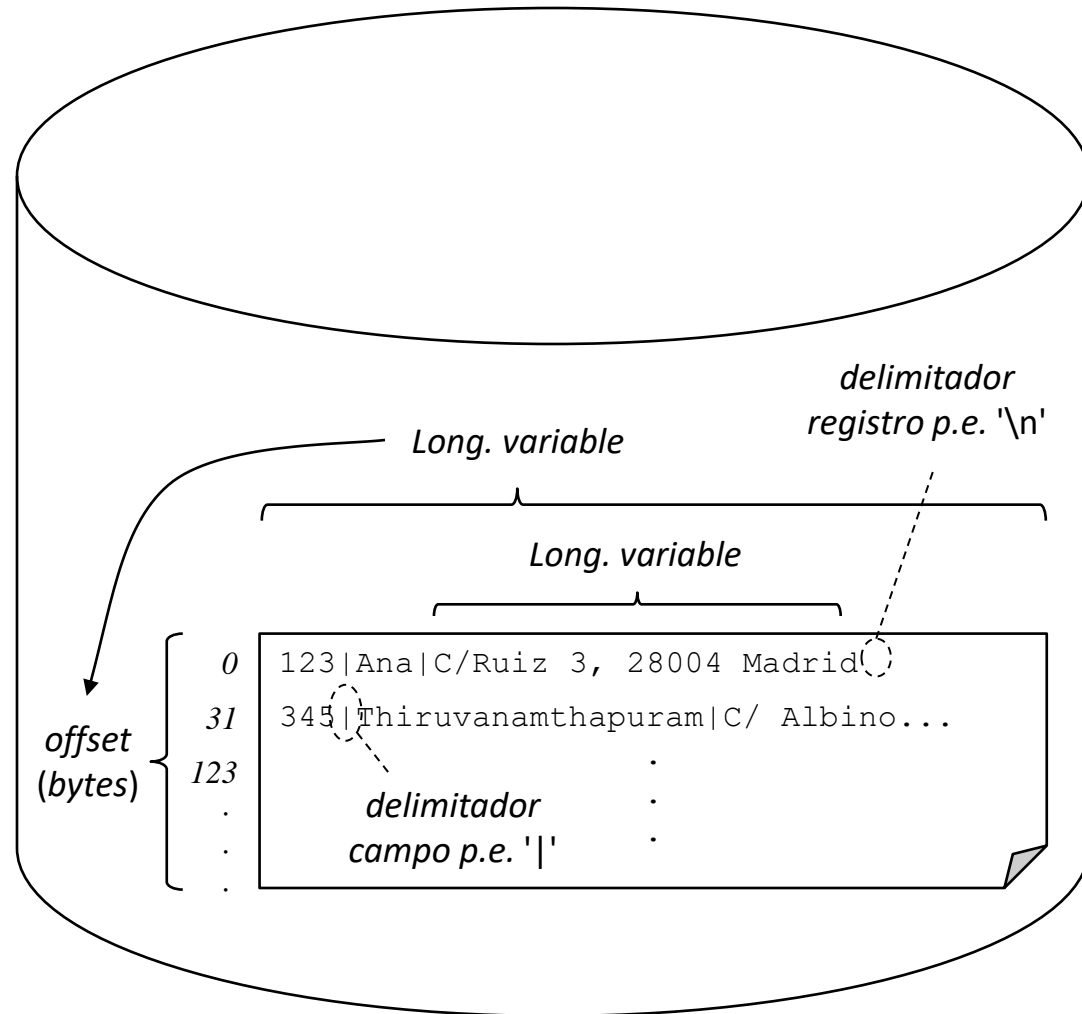 delimitador
registro p.e. '\n'
Long. variable
Long. variable
0 123|Ana|C/Ruiz 3, 28004 Madrid
31 345|Thiruvanamthapuram|C/ Albino...
offset
(bytes)
123 .
. .
. .
.
delimitador
campo p.e. '|'